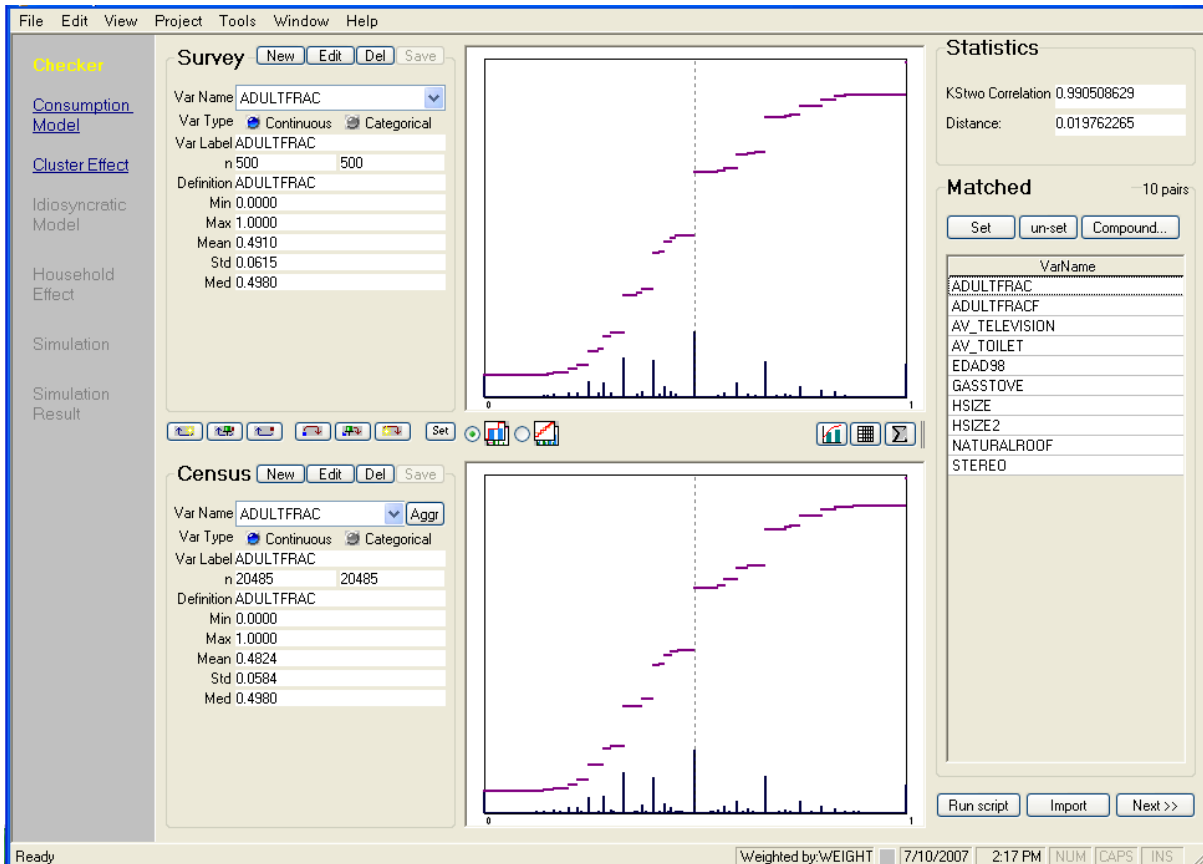 File Edit View Project Tools Window Help
Checker
Consumption
Model
Cluster Effect
Idiosyncratic
Model
Household
Effect
Simulation
Simulation
Result
Survey New Edit Del Save
Var Name ADULTFRAC
Var Type Continuous Categorical
Var Label ADULTFRAC
n 500 500
Definition ADULTFRAC
Min 0.0000
Max 1.0000
Mean 0.4910
Std 0.0615
Med 0.4980
0 1
Set
Census New Edit Del Save
Var Name ADULTFRAC Aggr
Var Type Continuous Categorical
Var Label ADULTFRAC
n 20485 20485
Definition ADULTFRAC
Min 0.0000
Max 1.0000
Mean 0.4824
Std 0.0584
Med 0.4980
0 1
Statistics
KStwo Correlation 0.990508629
Distance: 0.019762265
Matched 10 pairs
Set un-set Compound...
VarName
ADULTFRAC
ADULTFRACF
AV_TELEVISION
AV_TOILET
EDAD98
GASSTOVE
HSIZE
HSIZE2
NATURALROOF
STEREO
Run script Import Next >>
Ready Weighted by:WEIGHT 7/10/2007 2:17 PM NUM CAPS INS